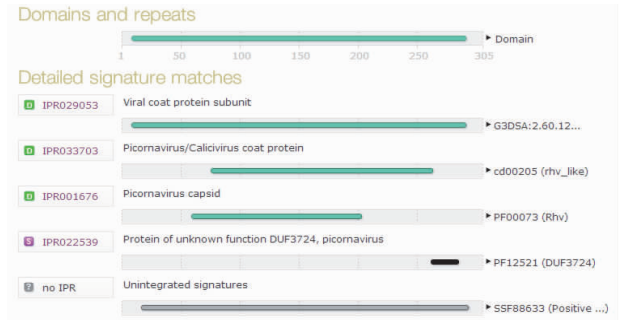 Domains and repeats
Domain
1 50 100 150 200 250 305
Detailed signature matches
D IPR029053 Viral coat protein subunit
G3DSA:2.60.12...
D IPR033703 Picornavirus/Calicivirus coat protein
cd00205 (rhv_like)
D IPR001676 Picornavirus capsid
PF00073 (Rhv)
S IPR022539 Protein of unknown function DUF3724, picornavirus
PF12521 (DUF3724)
? no IPR Unintegrated signatures
SSF88633 (Positive ...)